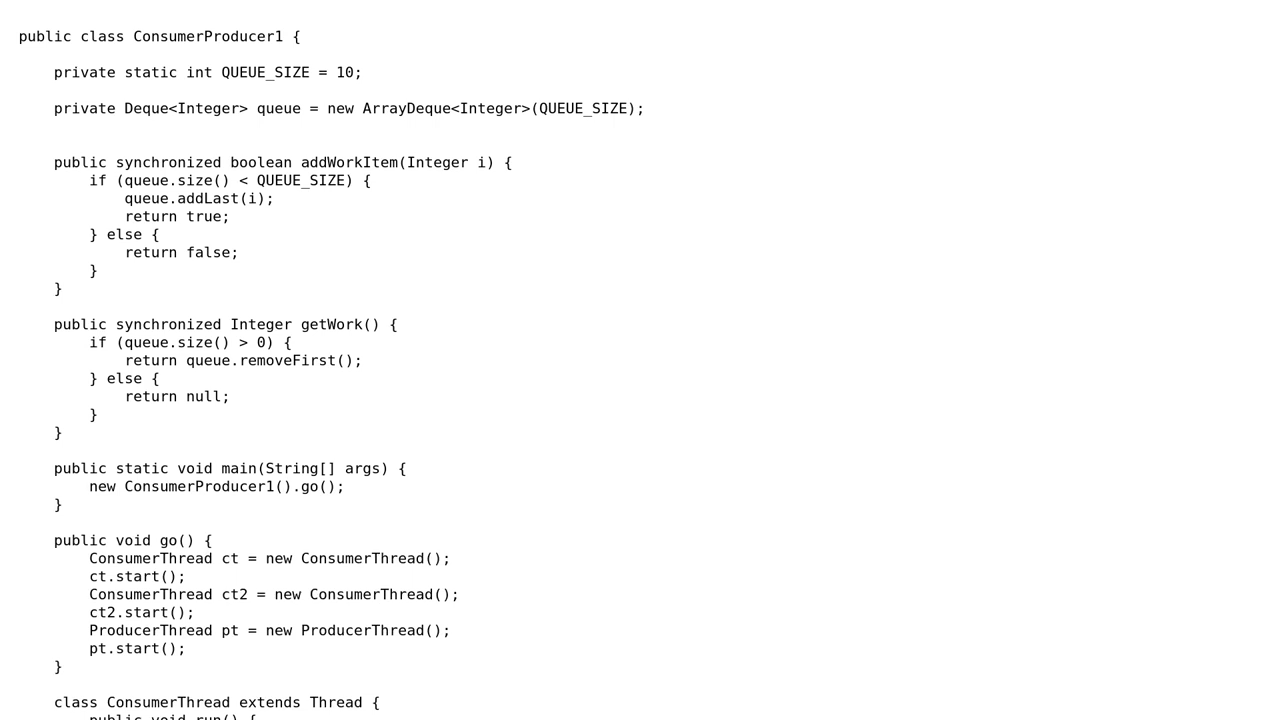 public class ConsumerProducer1 {
private static int QUEUE_SIZE = 10;
private Deque<Integer> queue = new ArrayDeque<Integer>(QUEUE_SIZE);
public synchronized boolean addWorkItem(Integer i) {
if (queue.size() < QUEUE_SIZE) {
queue.addLast(i);
return true;
} else {
return false;
}
}
public synchronized Integer getWork() {
if (queue.size() > 0) {
return queue.removeFirst();
} else {
return null;
}
}
public static void main(String[] args) {
new ConsumerProducer1().go();
}
public void go() {
ConsumerThread ct = new ConsumerThread();
ct.start();
ConsumerThread ct2 = new ConsumerThread();
ct2.start();
ProducerThread pt = new ProducerThread();
pt.start();
}
class ConsumerThread extends Thread {
public void run() {